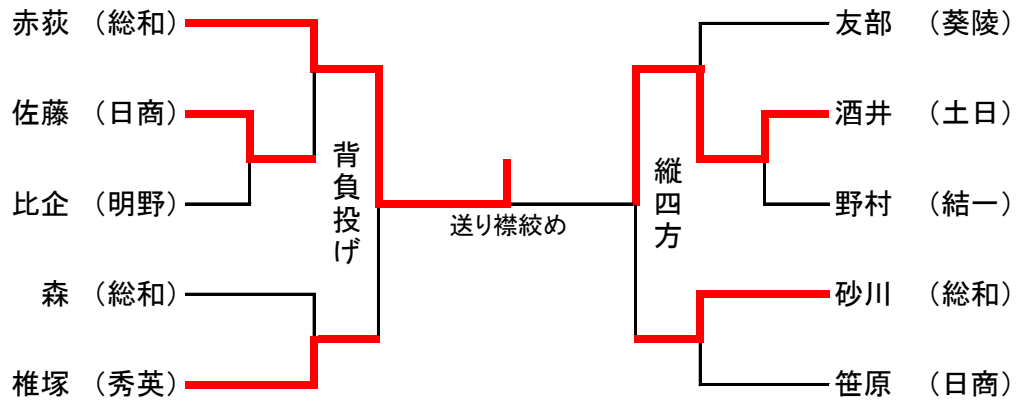 赤荻 （総和）
佐藤 （日商）
比企 （明野）
森 （総和）
椎塚 （秀英）
背負投げ
送り襟絞め
縦四方
友部 （葵陵）
酒井 （土日）
野村 （結一）
砂川 （総和）
笹原 （日商）